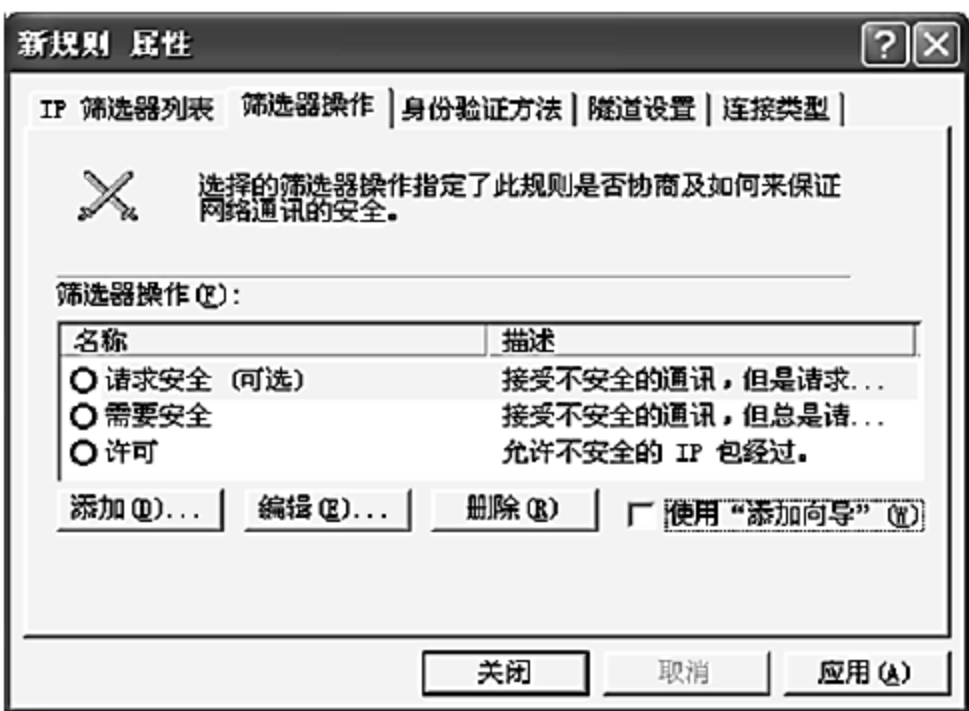 新规则 属性
IP 筛选器列表 筛选器操作 身份验证方法 隧道设置 连接类型
选择的筛选器操作指定了此规则是否协商及如何来保证
网络通讯的安全。
筛选器操作(F):
名称 描述
请求安全 (可选) 接受不安全的通讯,但是请求...
需要安全 接受不安全的通讯,但总是请...
许可 允许不安全的 IP 包经过。
添加(D)... 编辑(E)... 删除(R) 使用“添加向导”(W)
关闭 取消 应用(A)